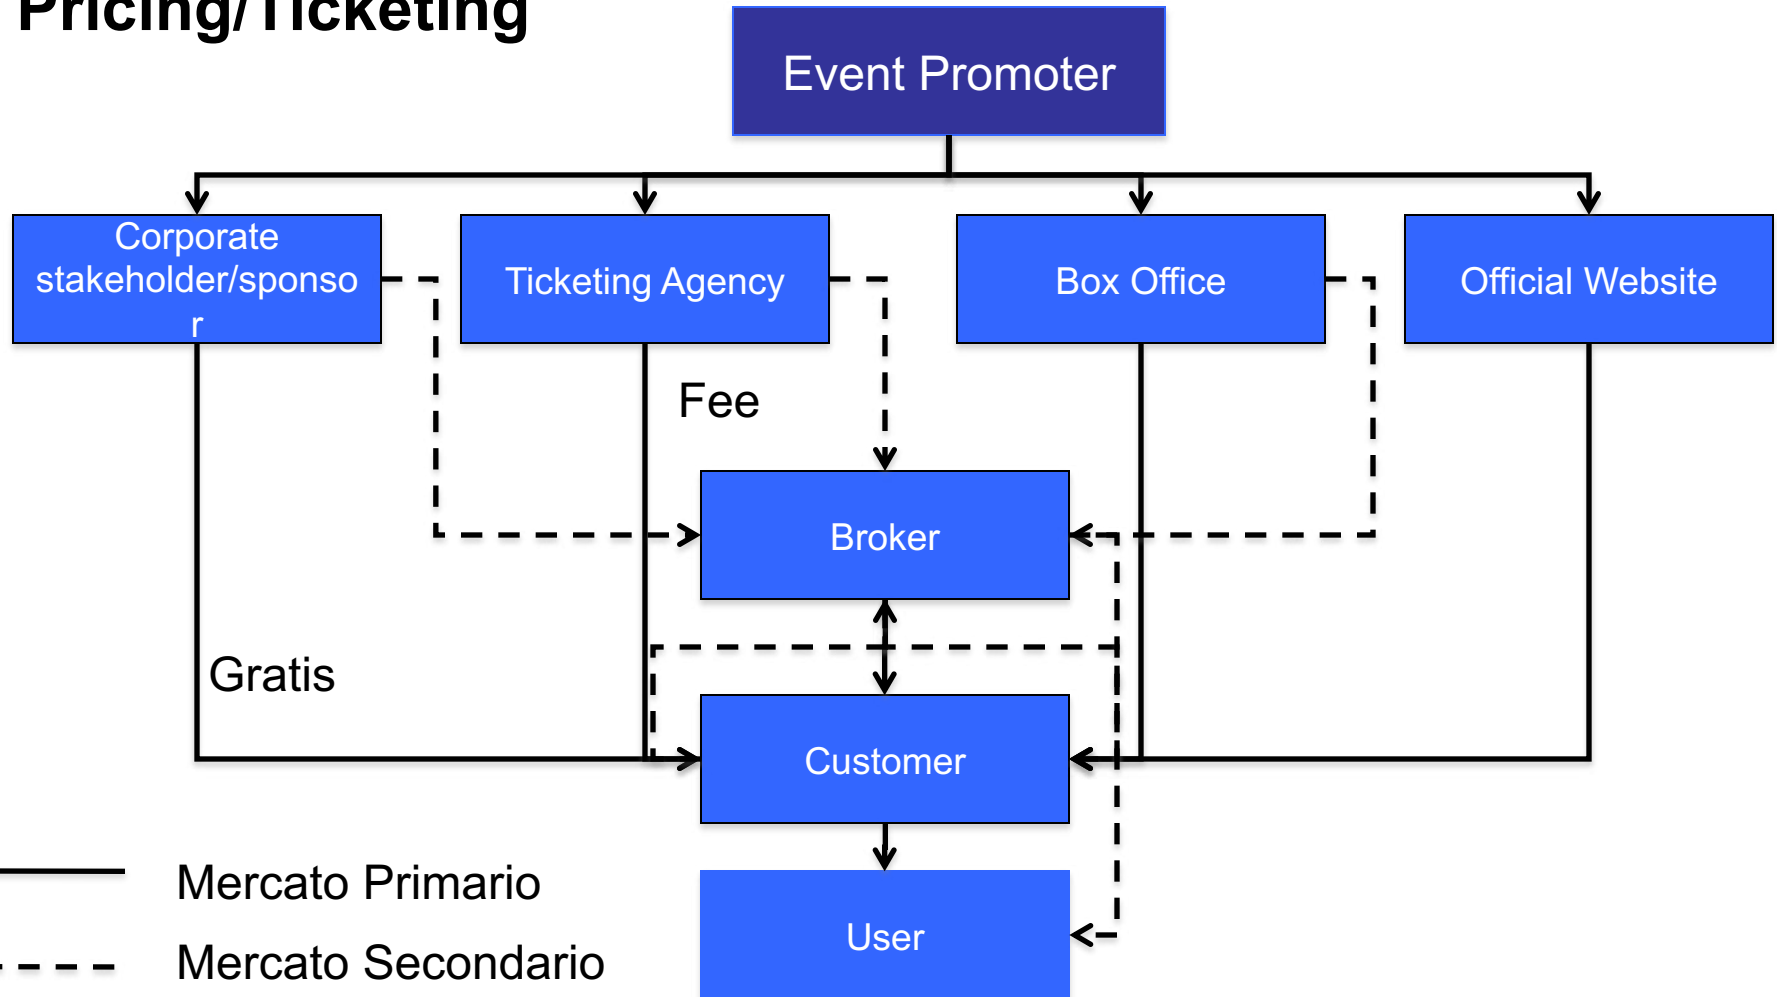 Pricing/Ticketing
Event Promoter
Corporate
stakeholder/sponso
r
Ticketing Agency
Box Office
Official Website
Fee
Broker
Gratis
Customer
Mercato Primario
User
Mercato Secondario